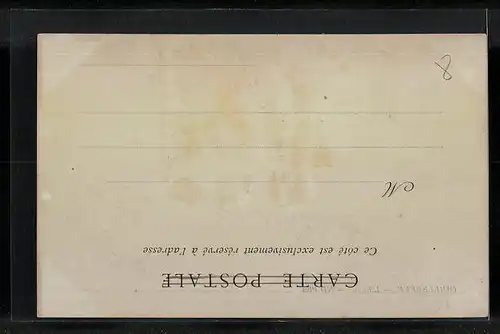 CARTE POSTALE
Ce côté est exclusivement réservé à l'adresse
M
8